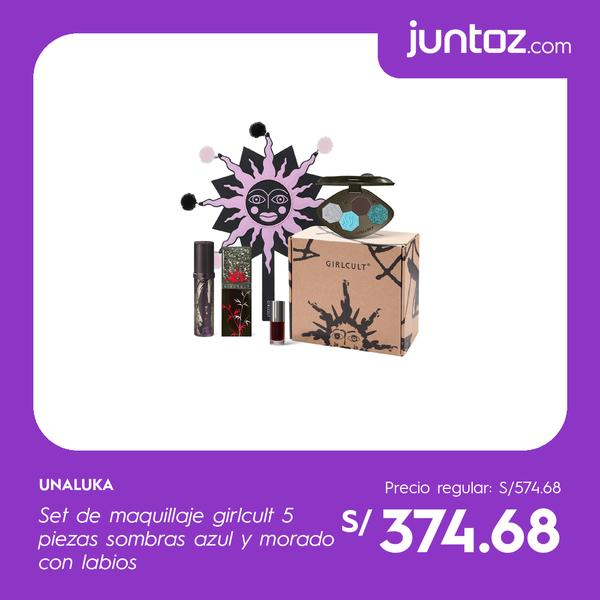 juntoz.com
GIRLCULT®
UNALUKA
Set de maquillaje girlcult 5
piezas sombras azul y morado
con labios
Precio regular: S/574.68
S/374.68